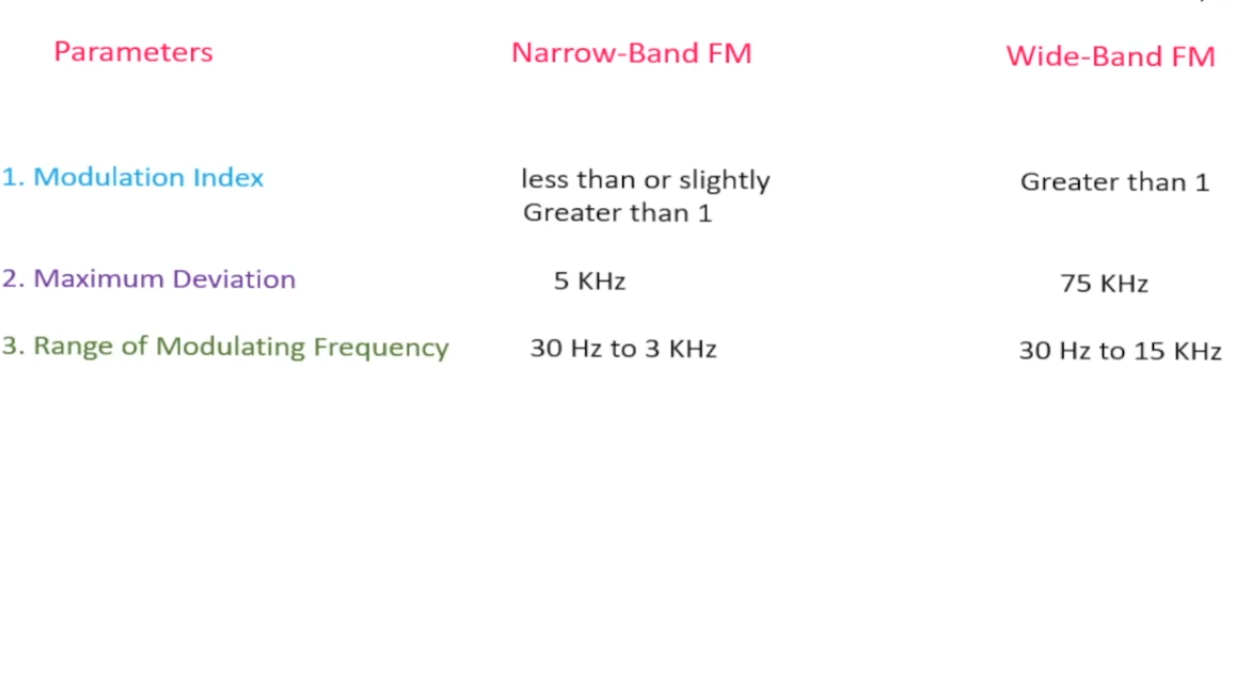 Parameters Narrow-Band FM Wide-Band FM
1. Modulation Index less than or slightly Greater than 1
Greater than 1
2. Maximum Deviation 5 KHz 75 KHz
3. Range of Modulating Frequency 30 Hz to 3 KHz 30 Hz to 15 KHz